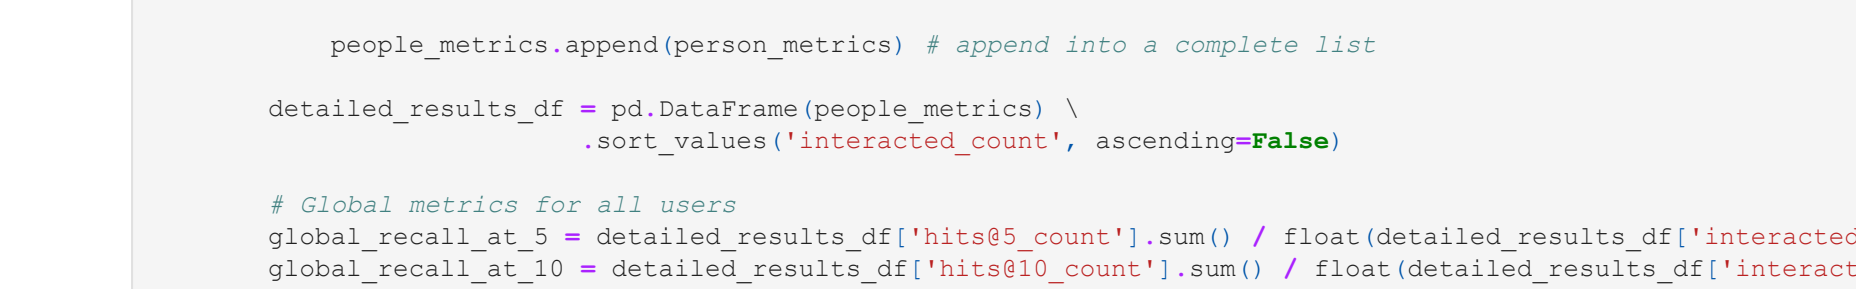 people_metrics.append(person_metrics) # append into a complete list
detailed_results_df = pd.DataFrame(people_metrics) \
.sort_values('interacted_count', ascending=False)
# Global metrics for all users
global_recall_at_5 = detailed_results_df['hits@5_count'].sum() / float(detailed_results_df['interacted
global_recall_at_10 = detailed_results_df['hits@10_count'].sum() / float(detailed_results_df['interact